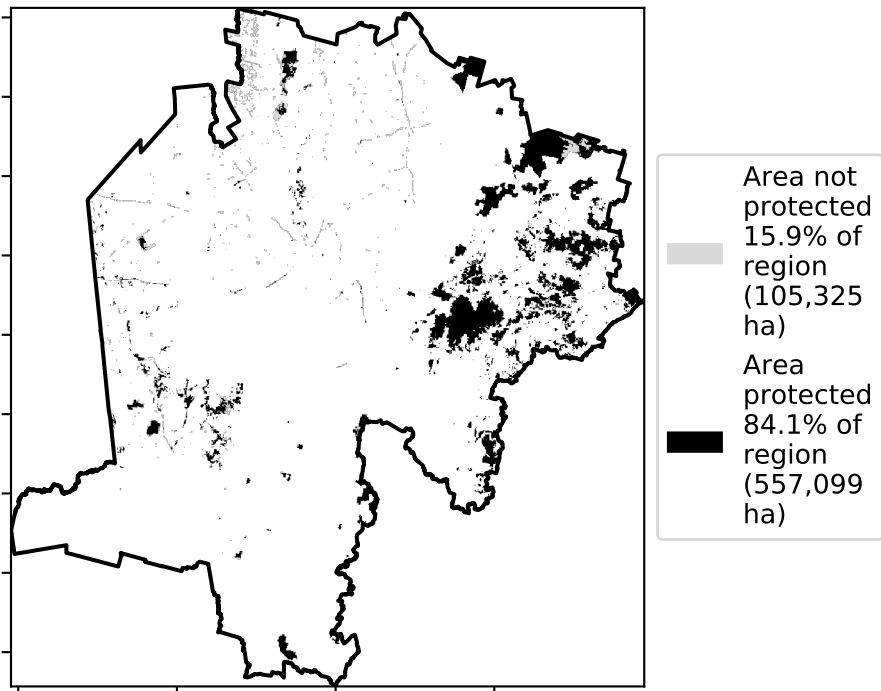 Area not
protected
15.9% of
region
(105,325
ha)
Area
protected
84.1% of
region
(557,099
ha)